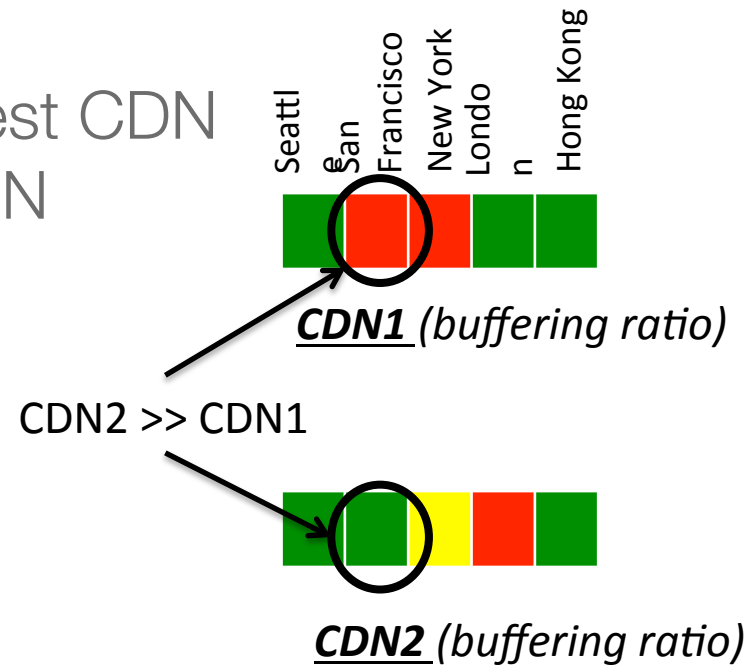 est CDN
N
Seattl
e
San
Francisco
New York
Londo
n
Hong Kong
CDN1 (buffering ratio)
CDN2 >> CDN1
CDN2 (buffering ratio)